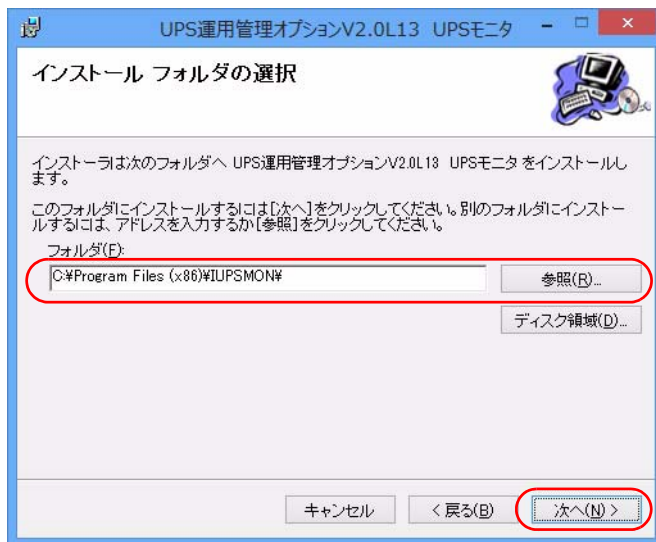 UPS運用管理オプションV2.0L13 UPSモニタ
インストール フォルダの選択
インストーラは次のフォルダへ UPS運用管理オプションV2.0L13 UPSモニタ をインストールし
ます。
このフォルダにインストールするには[次へ]をクリックしてください。別のフォルダにインストー
ルするには、アドレスを入力するか[参照]をクリックしてください。
フォルダ(F):
C:¥Program Files (x86)¥IUPSMON¥
参照(R)...
ディスク領域(D)...
キャンセル
< 戻る(B)
次へ(N) >